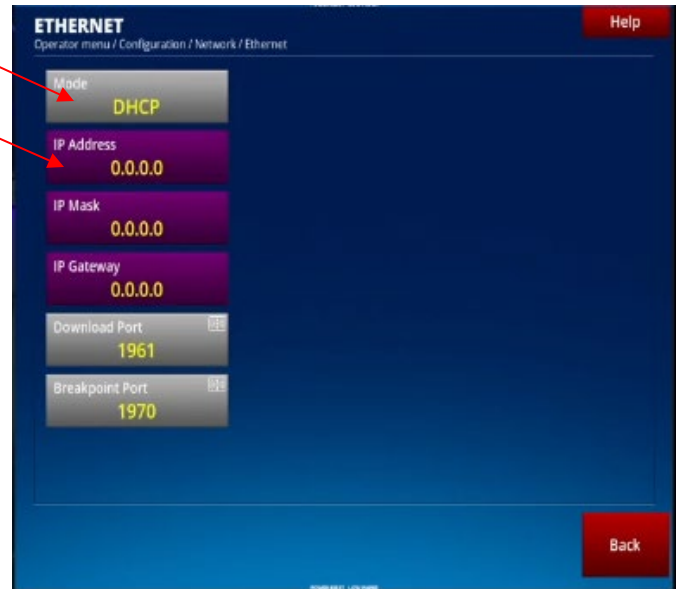 ETHERNET
Help
Operator menu / Configuration / Network / Ethernet
Mode
DHCP
IP Address
0.0.0.0
IP Mask
0.0.0.0
IP Gateway
0.0.0.0
Download Port
1961
Breakpoint Port
1970
Back